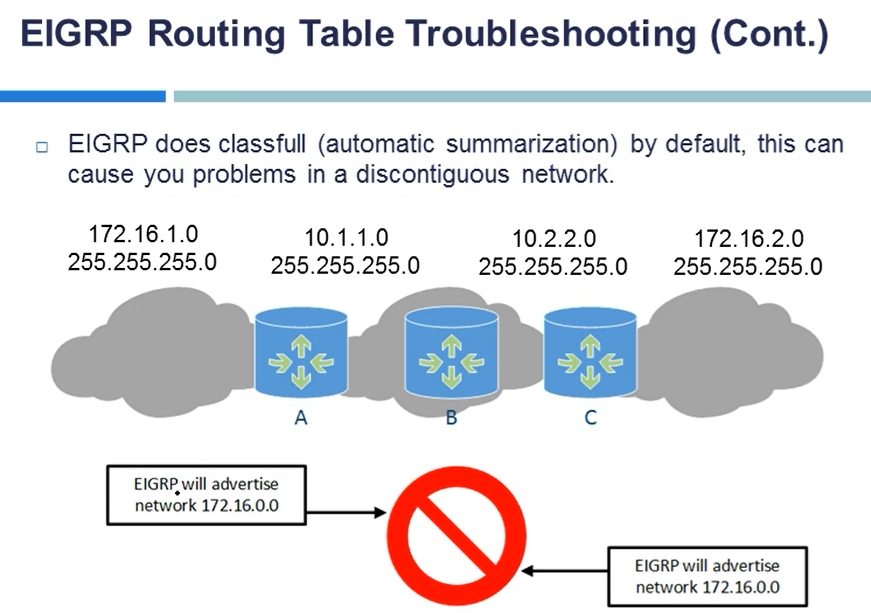 EIGRP Routing Table Troubleshooting (Cont.)
EIGRP does classfull (automatic summarization) by default, this can
cause you problems in a discontiguous network.
172.16.1.0
255.255.255.0
10.1.1.0
255.255.255.0
10.2.2.0
255.255.255.0
172.16.2.0
255.255.255.0
A
B
C
EIGRP will advertise
network 172.16.0.0
EIGRP will advertise
network 172.16.0.0